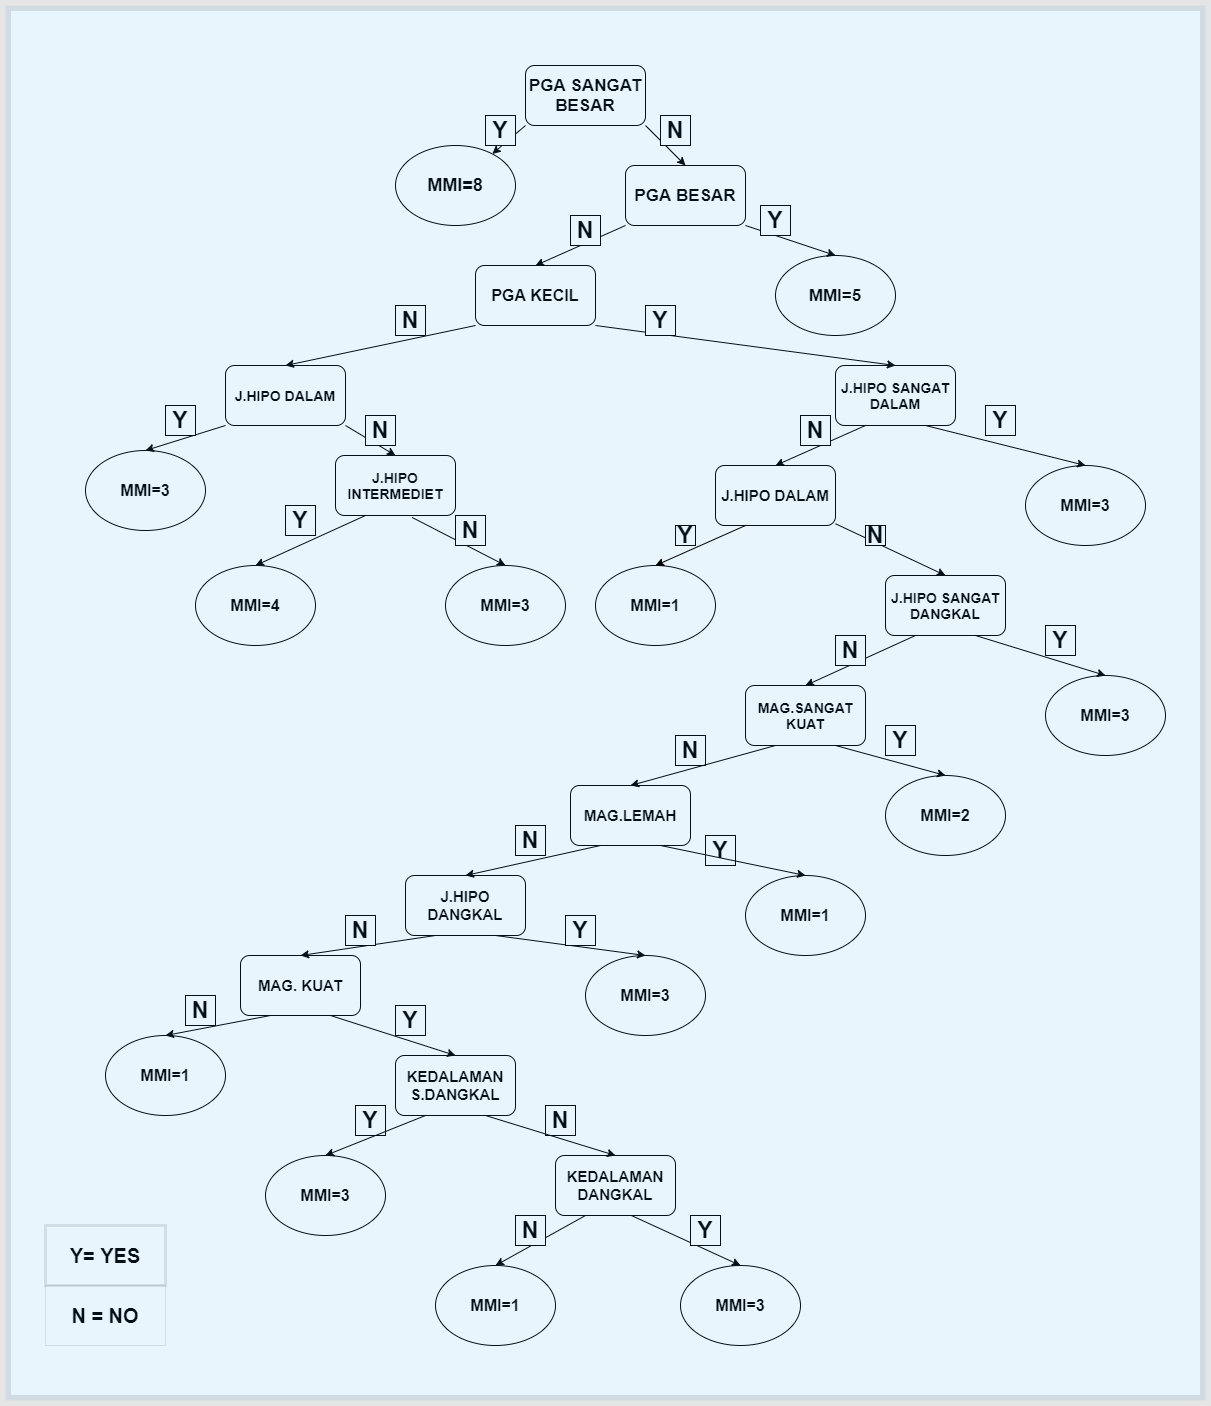 PGA SANGAT
BESAR
Y
N
MMI=8
PGA BESAR
N
Y
PGA KECIL
MMI=5
N
Y
J.HIPO DALAM
J.HIPO SANGAT
DALAM
Y
N
N
Y
MMI=3
J.HIPO
INTERMEDIET
J.HIPO DALAM
MMI=3
Y
N
Y
N
MMI=4
MMI=3
MMI=1
J.HIPO SANGAT
DANGKAL
N
Y
MAG.SANGAT
KUAT
MMI=3
N
Y
MAG.LEMAH
MMI=2
N
Y
J.HIPO
DANGKAL
MMI=1
N
Y
MAG. KUAT
MMI=3
N
Y
MMI=1
KEDALAMAN
S.DANGKAL
Y
N
MMI=3
KEDALAMAN
DANGKAL
N
Y
MMI=1
MMI=3
Y= YES
N = NO